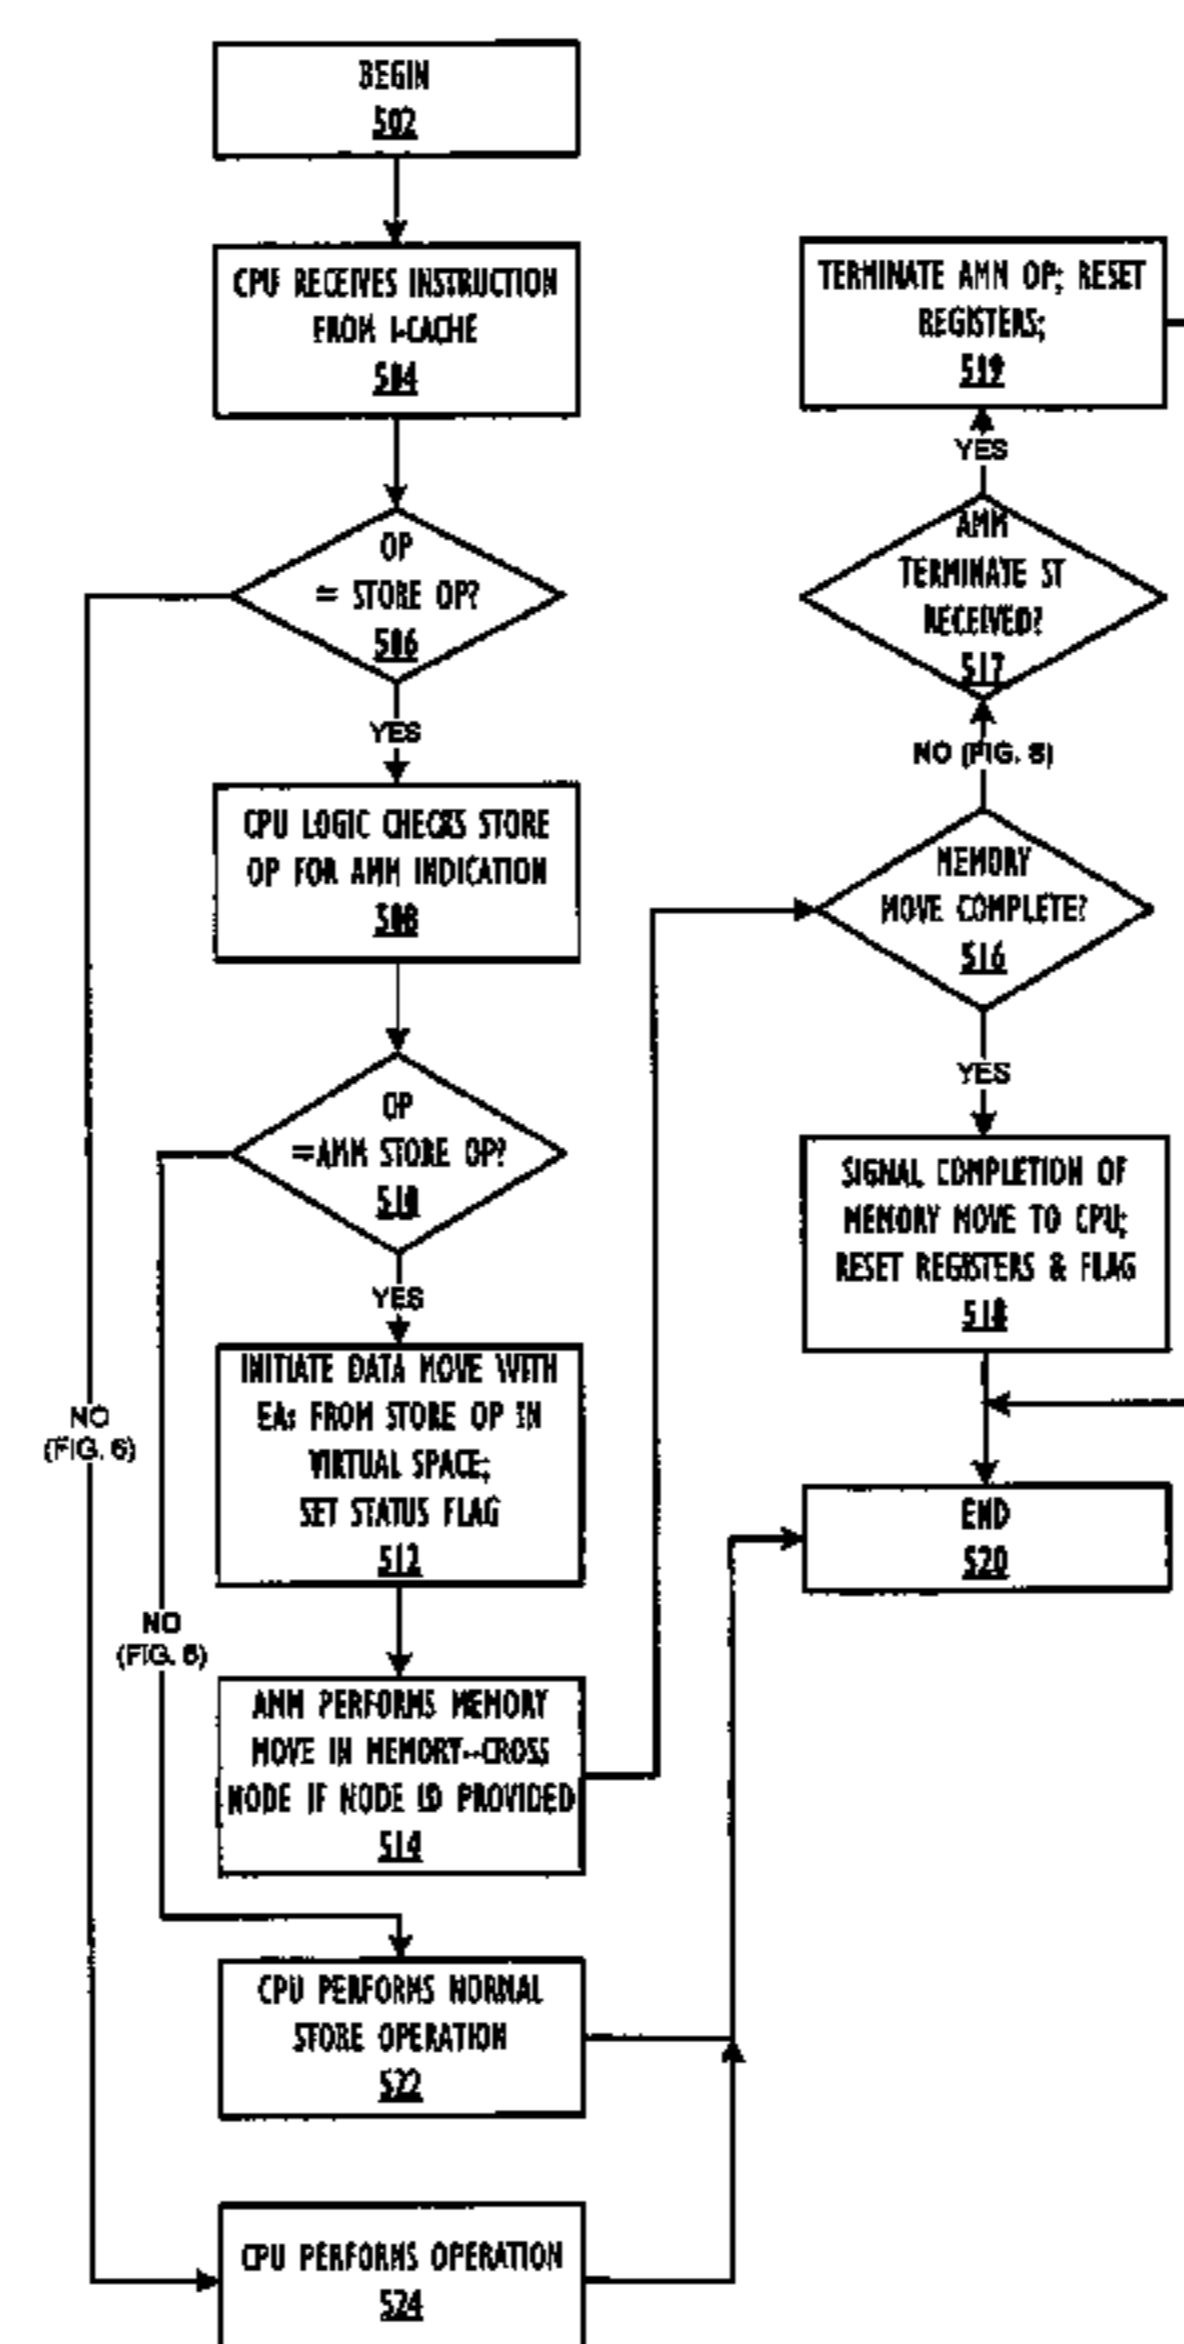 BEGIN
502
CPU RECEIVES INSTRUCTION
FROM I-CACHE
504
OP
= STORE OP?
506
YES
CPU LOGIC CHECKS STORE
OP FOR AMM INDICATION
508
OP
=AMM STORE OP?
510
YES
INITIATE DATA MOVE WITH
EAs FROM STORE OP IN
VIRTUAL SPACE;
SET STATUS FLAG
512
NO
(FIG. 6)
NO
(FIG. 6)
AMM PERFORMS MEMORY
MOVE IN MEMORY--CROSS
NODE IF NODE ID PROVIDED
514
CPU PERFORMS NORMAL
STORE OPERATION
522
CPU PERFORMS OPERATION
524
TERMINATE AMM OP; RESET
REGISTERS;
519
YES
AMM
TERMINATE ST
RECEIVED?
517
NO (FIG. 8)
MEMORY
MOVE COMPLETE?
516
YES
SIGNAL COMPLETION OF
MEMORY MOVE TO CPU;
RESET REGISTERS & FLAG
518
END
520